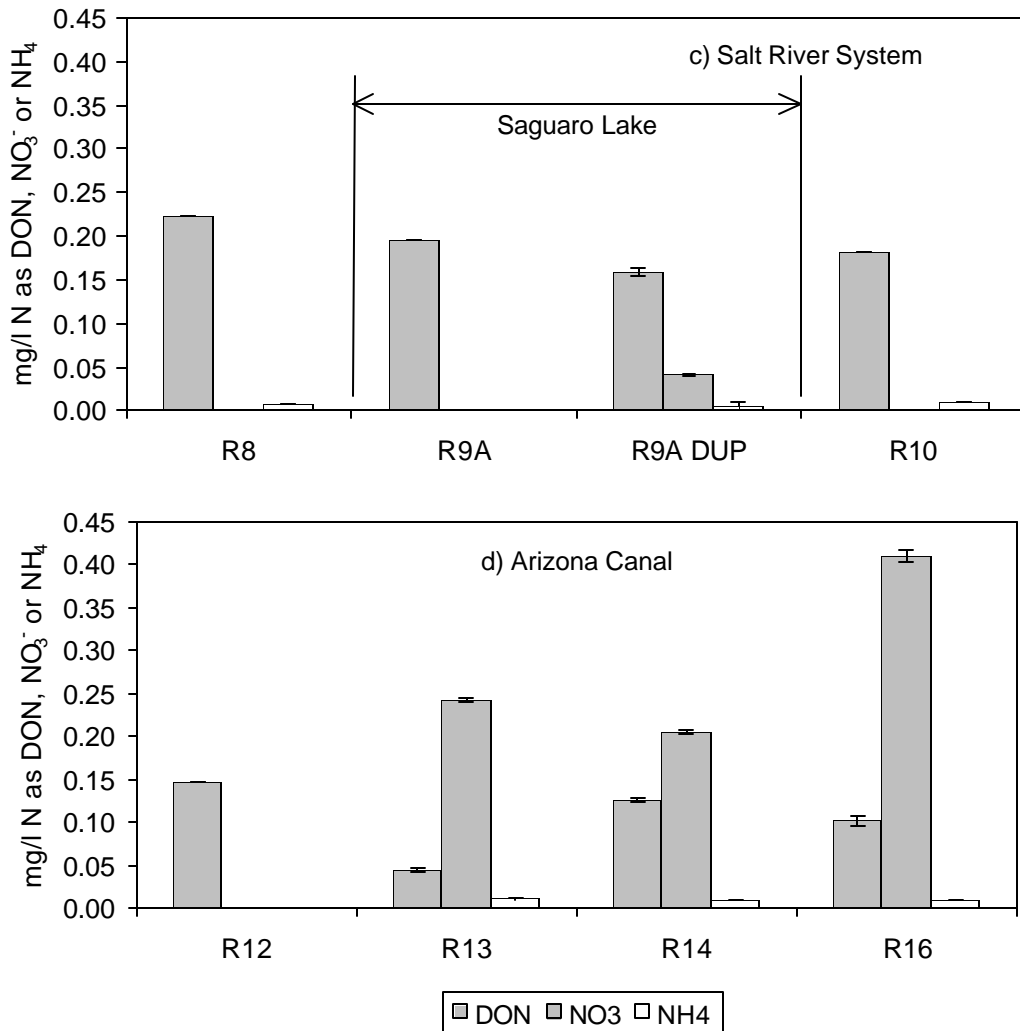 0.45
0.40
0.35
0.30
0.25
0.20
0.15
0.10
0.05
0.00
mg/l N as DON, NO₃⁻ or NH₄
c) Salt River System
Saguaro Lake
R8 R9A R9A DUP R10
0.45
0.40
0.35
0.30
0.25
0.20
0.15
0.10
0.05
0.00
mg/l N as DON, NO₃⁻ or NH₄
d) Arizona Canal
R12 R13 R14 R16
DON NO3 NH4